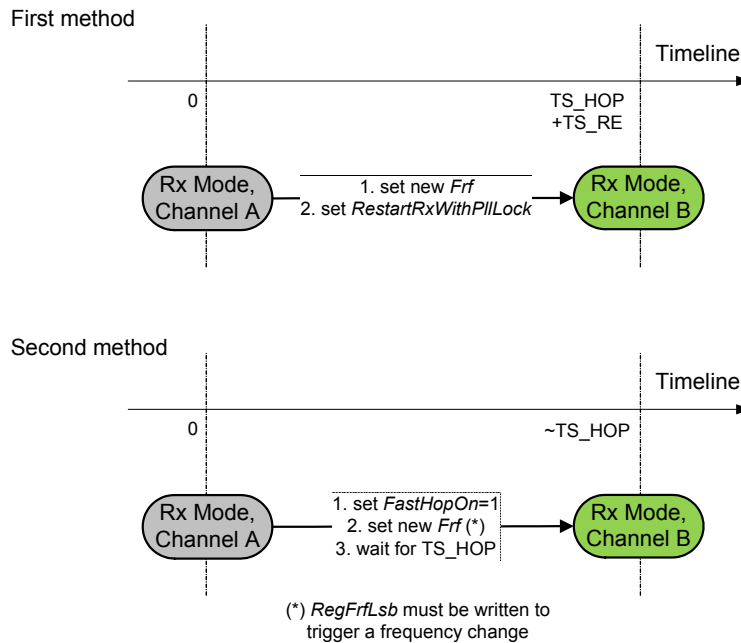 First method
Timeline
0
TS_HOP
+TS_RE
Rx Mode,
Channel A
1. set new Frf
2. set RestartRxWithPllLock
Rx Mode,
Channel B
Second method
Timeline
0
~TS_HOP
Rx Mode,
Channel A
1. set FastHopOn=1
2. set new Frf (*)
3. wait for TS_HOP
Rx Mode,
Channel B
(*) RegFrfLsb must be written to
trigger a frequency change